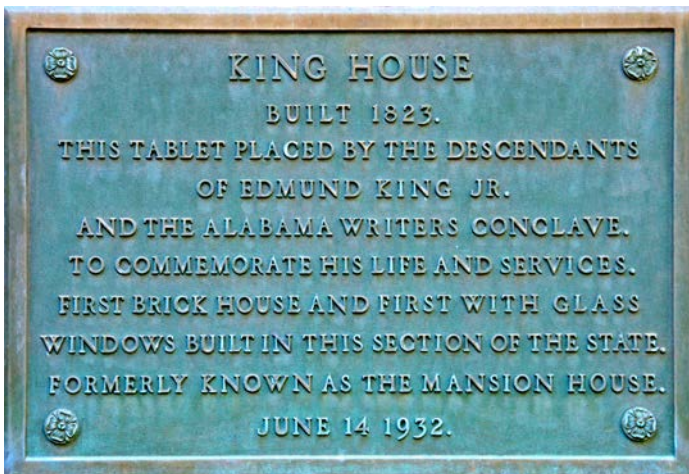 KING HOUSE
BUILT 1823.
THIS TABLET PLACED BY THE DESCENDANTS
OF EDMUND KING JR.
AND THE ALABAMA WRITERS CONCLAVE.
TO COMMEMORATE HIS LIFE AND SERVICES.
FIRST BRICK HOUSE AND FIRST WITH GLASS
WINDOWS BUILT IN THIS SECTION OF THE STATE.
FORMERLY KNOWN AS THE MANSION HOUSE.
JUNE 14 1932.